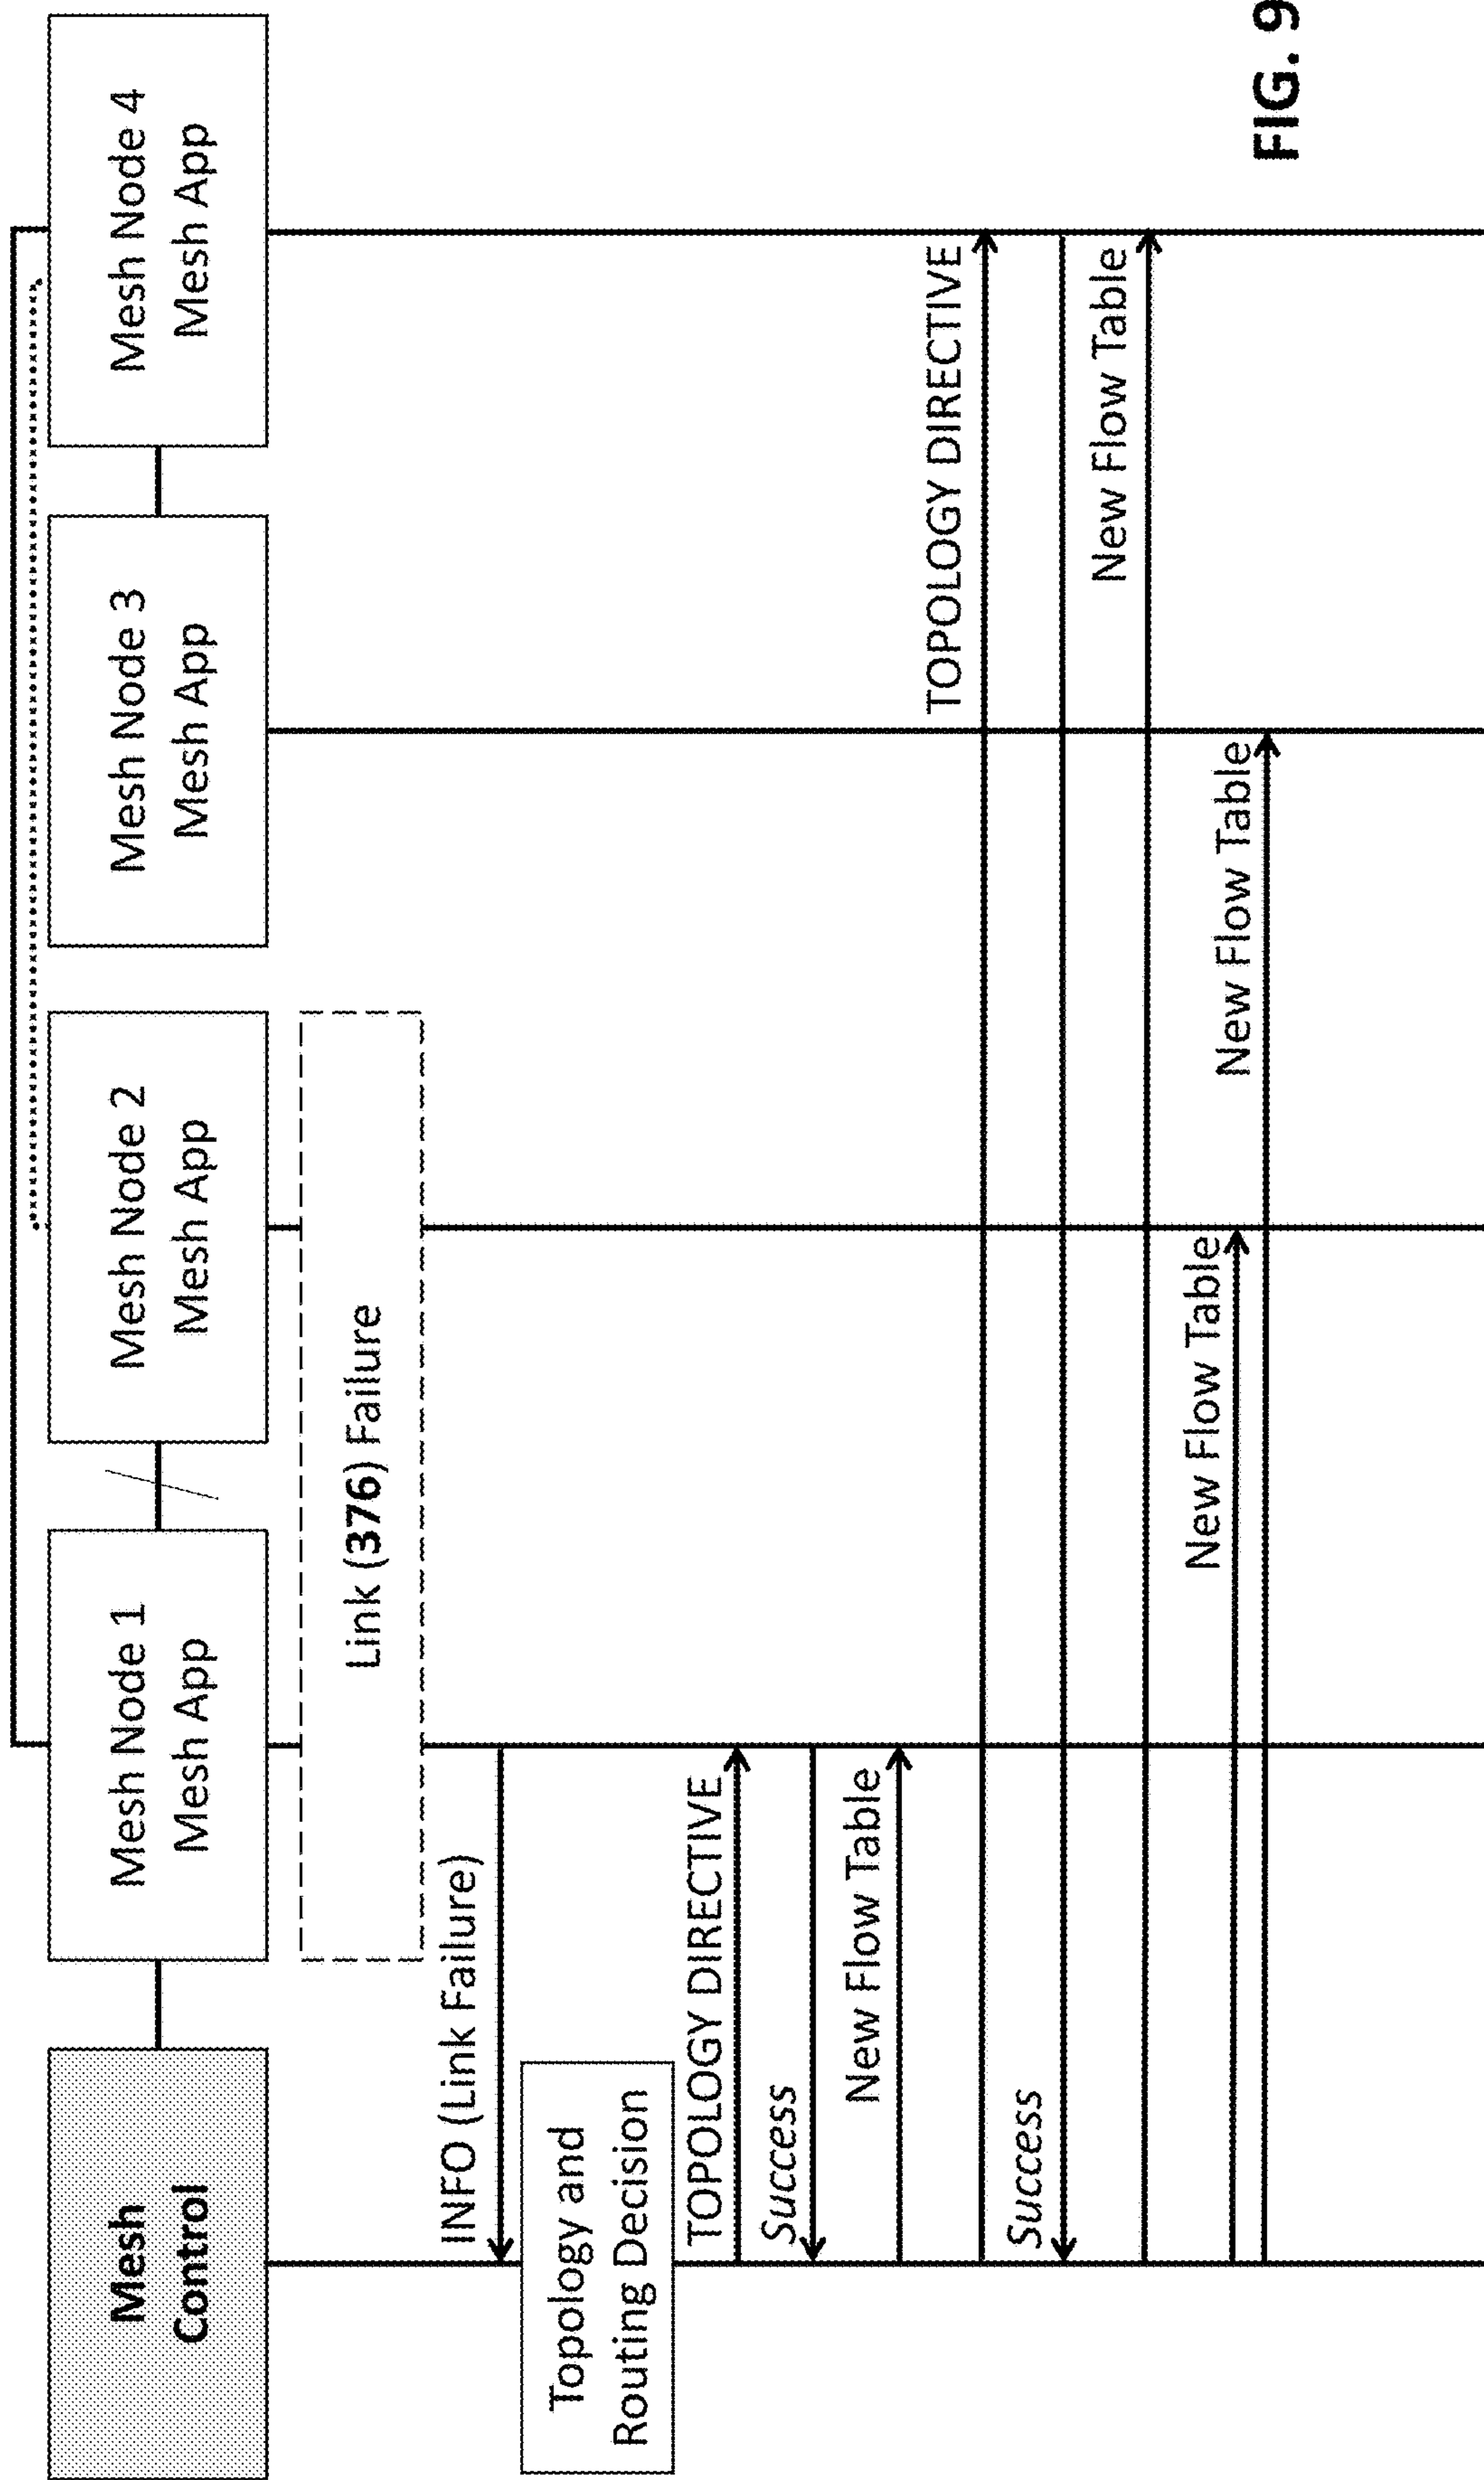 Mesh
Control
Mesh Node 1
Mesh App
Mesh Node 2
Mesh App
Mesh Node 3
Mesh App
Mesh Node 4
Mesh App
Link (376) Failure
INFO (Link Failure)
Topology and
Routing Decision
TOPOLOGY DIRECTIVE
Success
New Flow Table
TOPOLOGY DIRECTIVE
Success
New Flow Table
New Flow Table
New Flow Table
FIG. 9